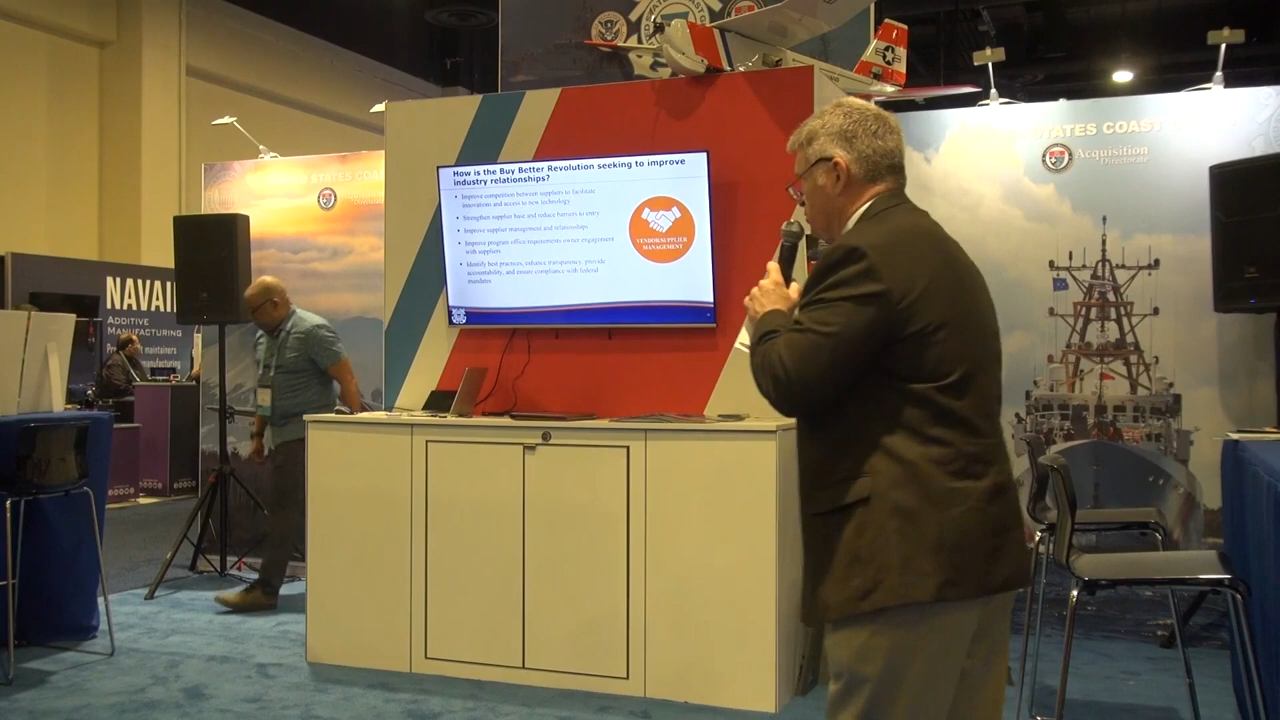 STATES COAST
Acquisition
Directorate
STATES COAST
How is the Buy Better Revolution seeking to improve
industry relationships?
• Improve competition between suppliers to facilitate
innovations and access to new technology
• Strengthen supplier base and reduce barriers to entry
• Improve supplier management and relationships
• Improve program office requirements owner engagement
with suppliers
• Identify best practices, enhance transparency, provide
accountability, and ensure compliance with federal
mandates
VENDOR/SUPPLIER
MANAGEMENT
NAVAI
ADDITIVE
MANUFACTURING
maintainers